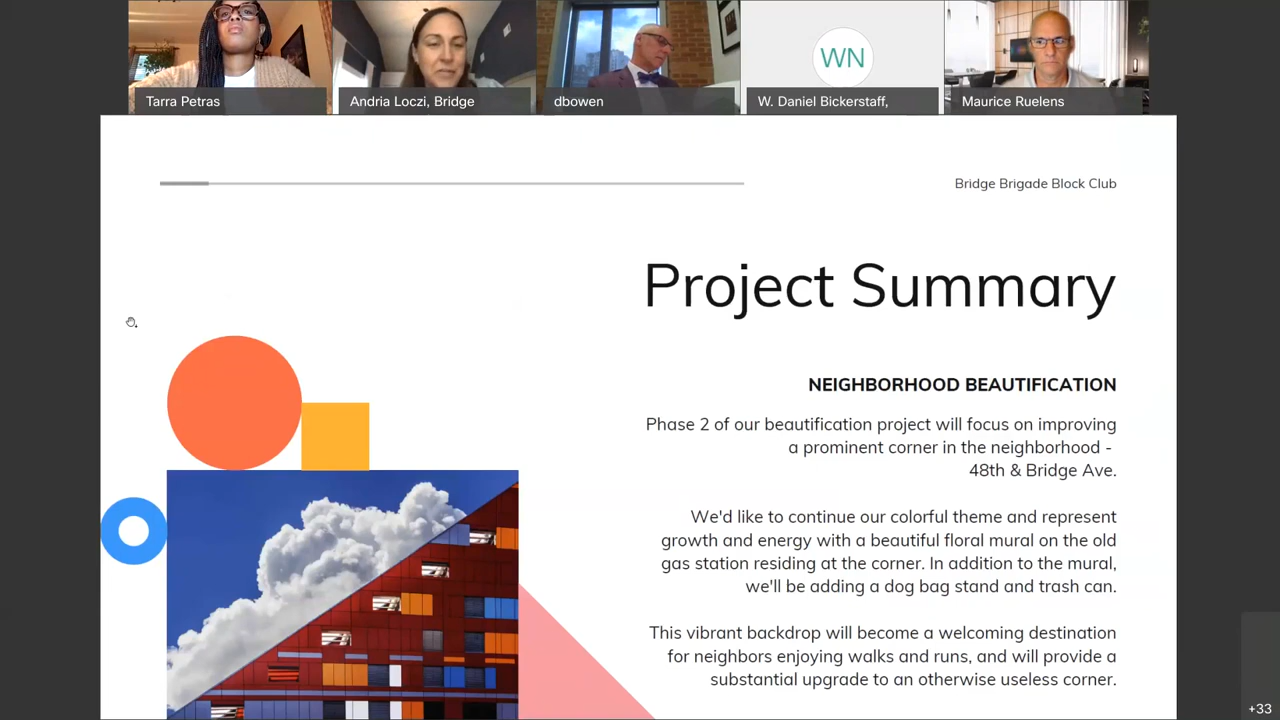 Tarra Petras
Andria Loczi, Bridge
dbowen
WN
W. Daniel Bickerstaff,
Maurice Ruelens
Bridge Brigade Block Club
Project Summary
NEIGHBORHOOD BEAUTIFICATION
Phase 2 of our beautification project will focus on improving
a prominent corner in the neighborhood -
48th & Bridge Ave.
We'd like to continue our colorful theme and represent
growth and energy with a beautiful floral mural on the old
gas station residing at the corner. In addition to the mural,
we'll be adding a dog bag stand and trash can.
This vibrant backdrop will become a welcoming destination
for neighbors enjoying walks and runs, and will provide a
substantial upgrade to an otherwise useless corner.
+33